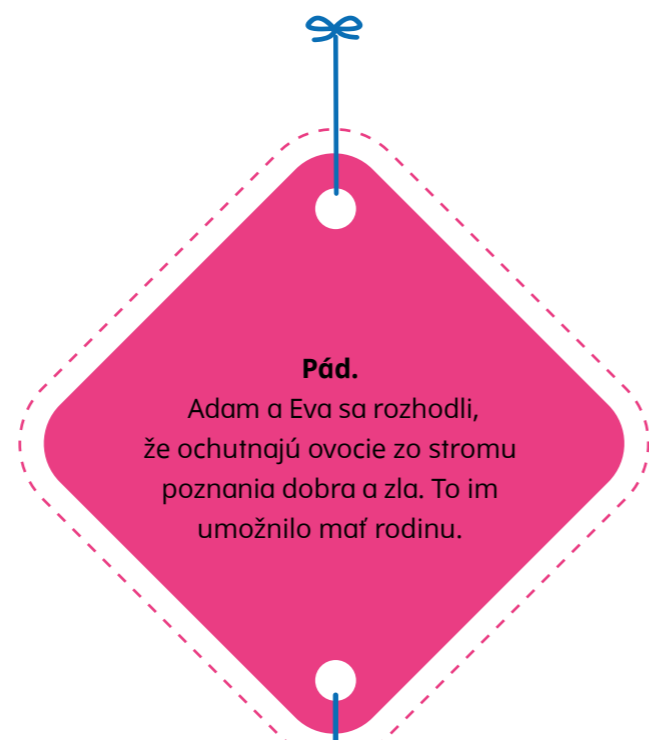 Pád.
Adam a Eva sa rozhodli,
že ochutnajú ovocie zo stromu
poznania dobra a zla. To im
umožnilo mať rodinu.